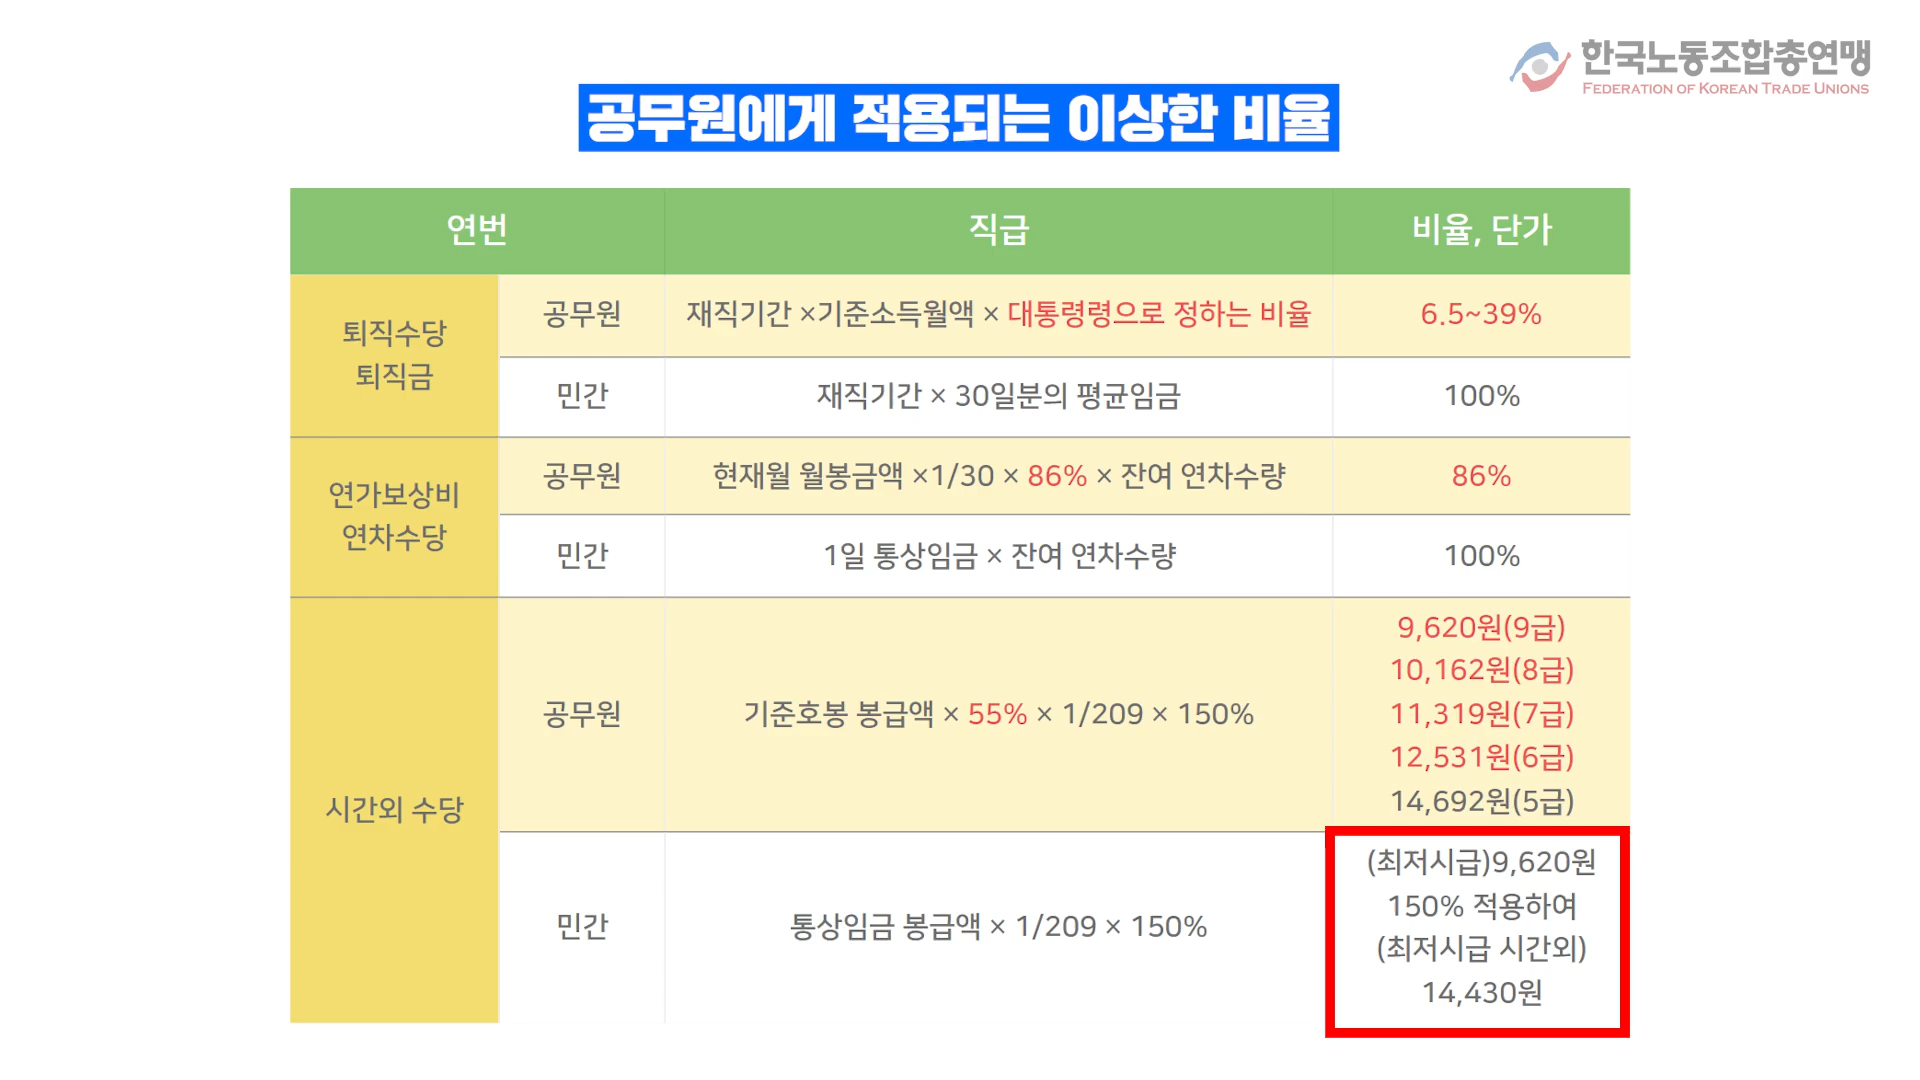 한국노동조합총연맹
FEDERATION OF KOREAN TRADE UNIONS
공무원에게 적용되는 이상한 비율
연번 직급 비율, 단가
퇴직수당
퇴직금
공무원 재직기간 ×기준소득월액 × 대통령령으로 정하는 비율 6.5~39%
민간 재직기간 × 30일분의 평균임금 100%
연가보상비
연차수당
공무원 현재월 월봉금액 ×1/30 × 86% × 잔여 연차수량 86%
민간 1일 통상임금 × 잔여 연차수량 100%
시간외 수당
공무원 기준호봉 봉급액 × 55% × 1/209 × 150%
9,620원(9급)
10,162원(8급)
11,319원(7급)
12,531원(6급)
14,692원(5급)
민간 통상임금 봉급액 × 1/209 × 150%
(최저시급)9,620원
150% 적용하여
(최저시급 시간외)
14,430원